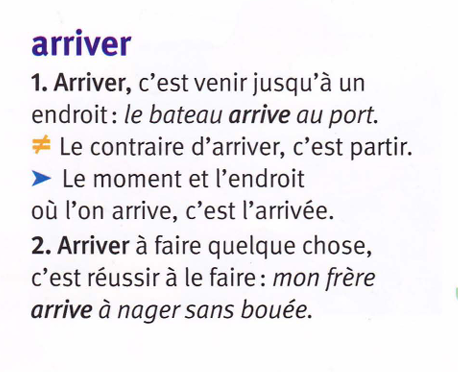 arriver
1. Arriver, c'est venir jusqu'à un
endroit : le bateau arrive au port.
≠ Le contraire d'arriver, c'est partir.
➤ Le moment et l'endroit
où l'on arrive, c'est l'arrivée.
2. Arriver à faire quelque chose,
c'est réussir à le faire : mon frère
arrive à nager sans bouée.